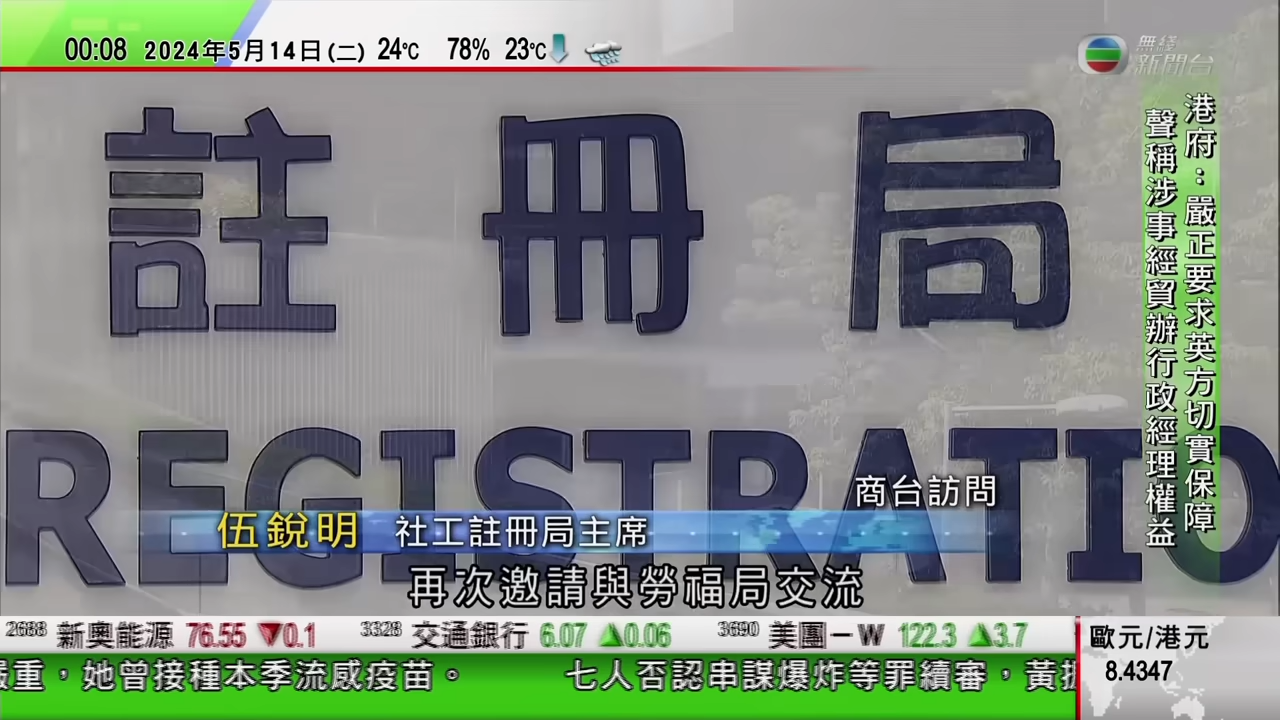 00:08 2024年5月14日(二) 24℃ 78% 23℃
無綫
新聞台
港府：嚴正要求英方切實保障
聲稱涉事經貿辦行政經理權益
註冊局
REGISTRATIO
商台訪問
伍銳明 社工註冊局主席
再次邀請與勞福局交流
2688 新奧能源 76.55 ▼0.1 3328 交通銀行 6.07 ▲0.06 3690 美團－W 122.3 ▲3.7
歐元/港元
8.4347
嚴重，她曾接種本季流感疫苗。 七人否認串謀爆炸等罪續審，黃振